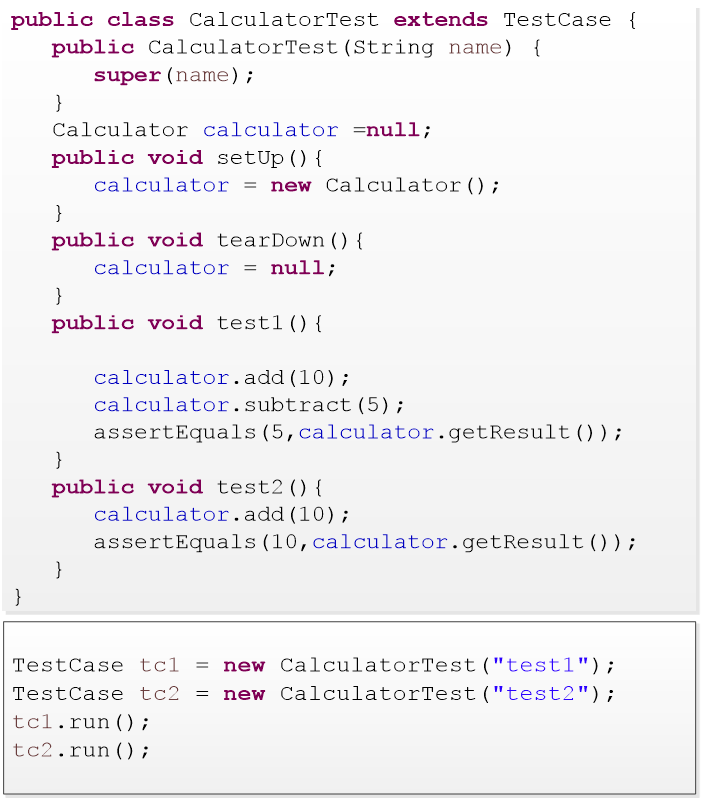 public class CalculatorTest extends TestCase {
public CalculatorTest(String name) {
super(name);
}
Calculator calculator =null;
public void setUp(){
calculator = new Calculator();
}
public void tearDown(){
calculator = null;
}
public void test1(){
calculator.add(10);
calculator.subtract(5);
assertEquals(5,calculator.getResult());
}
public void test2(){
calculator.add(10);
assertEquals(10,calculator.getResult());
}
}
TestCase tc1 = new CalculatorTest("test1");
TestCase tc2 = new CalculatorTest("test2");
tc1.run();
tc2.run();